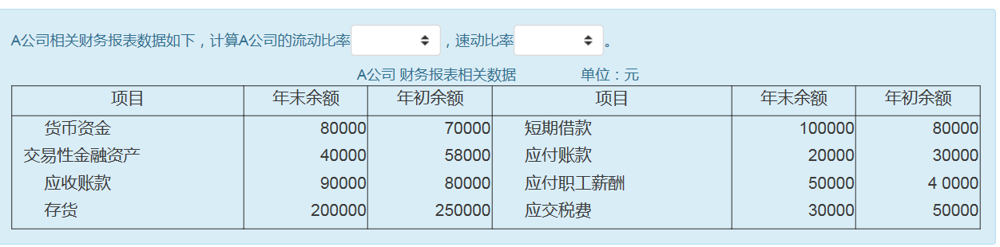 A公司相关财务报表数据如下，计算A公司的流动比率，速动比率。
A公司 财务报表相关数据 单位：元
项目 年末余额 年初余额 项目 年末余额 年初余额
货币资金 80000 70000 短期借款 100000 80000
交易性金融资产 40000 58000 应付账款 20000 30000
应收账款 90000 80000 应付职工薪酬 50000 4 0000
存货 200000 250000 应交税费 30000 50000